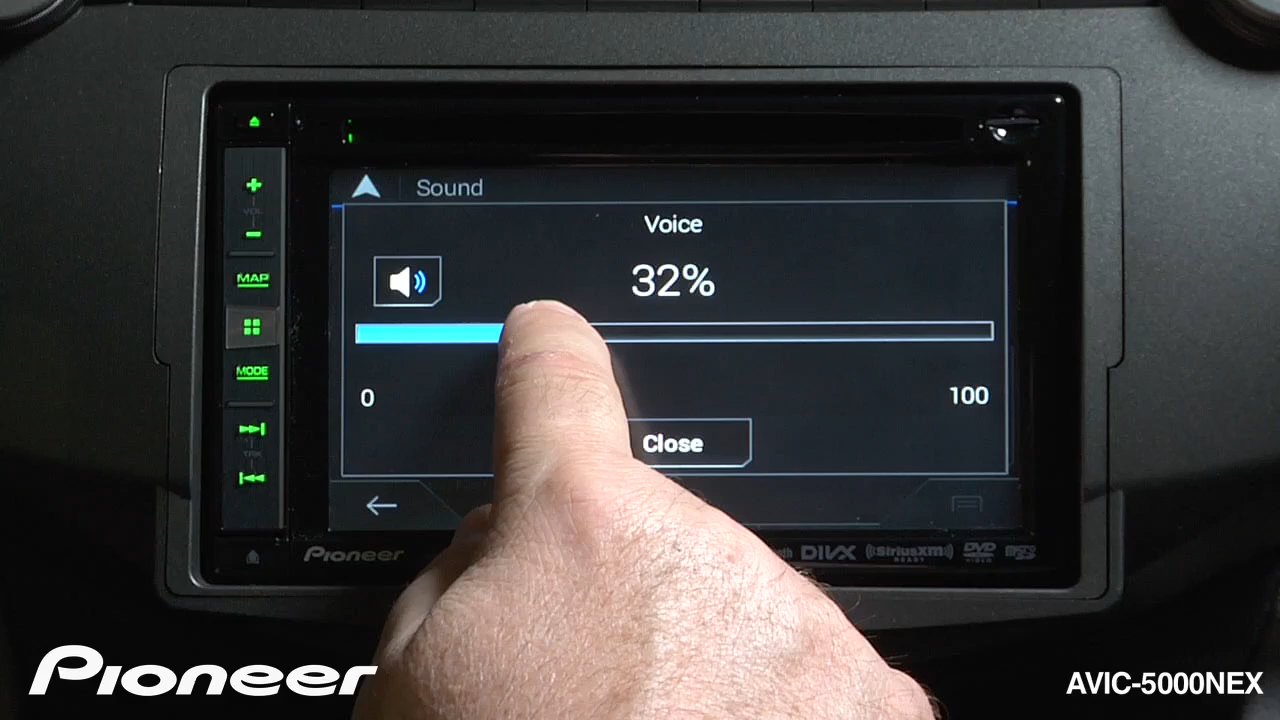 Sound
Voice
VOL
32%
MAP
MODE
0
100
Close
TRK
Pioneer
DIVX
SiriusXM
READY
DVD
VIDEO
Pioneer
AVIC-5000NEX